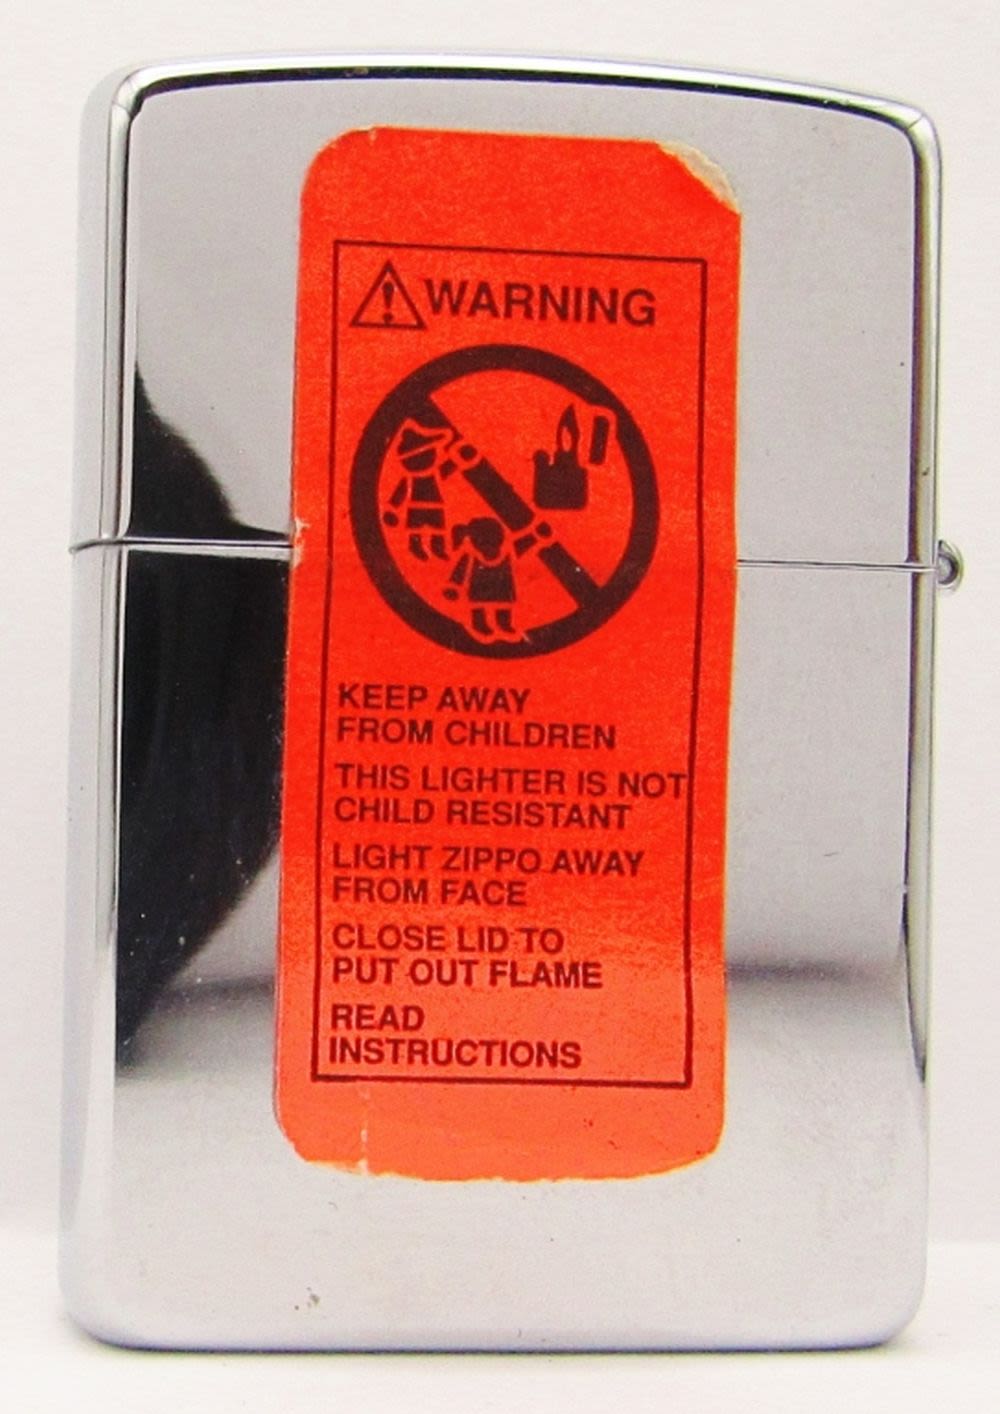 WARNING
KEEP AWAY
FROM CHILDREN
THIS LIGHTER IS NOT
CHILD RESISTANT
LIGHT ZIPPO AWAY
FROM FACE
CLOSE LID TO
PUT OUT FLAME
READ
INSTRUCTIONS